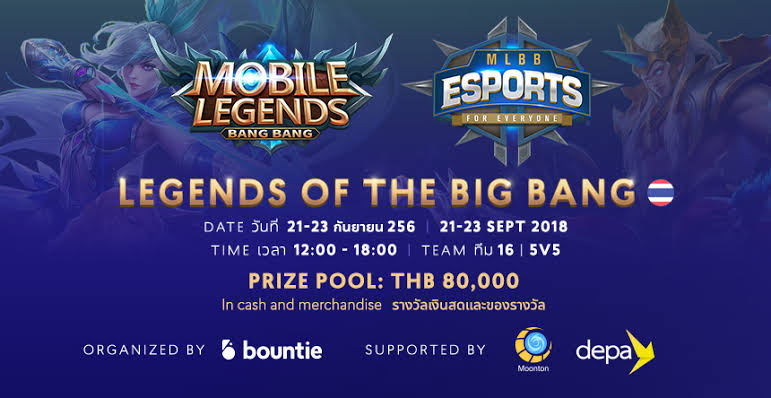 MOBILE
LEGENDS
BANG BANG
MLBB
ESPORTS
FOR EVERYONE
LEGENDS OF THE BIG BANG
DATE วันที่ 21-23 กันยายน 256 | 21-23 SEPT 2018
TIME เวลา 12:00 - 18:00 | TEAM ทีม 16 | 5V5
PRIZE POOL: THB 80,000
In cash and merchandise รางวัลเงินสดและของรางวัล
ORGANIZED BY bountie SUPPORTED BY Moonton depa